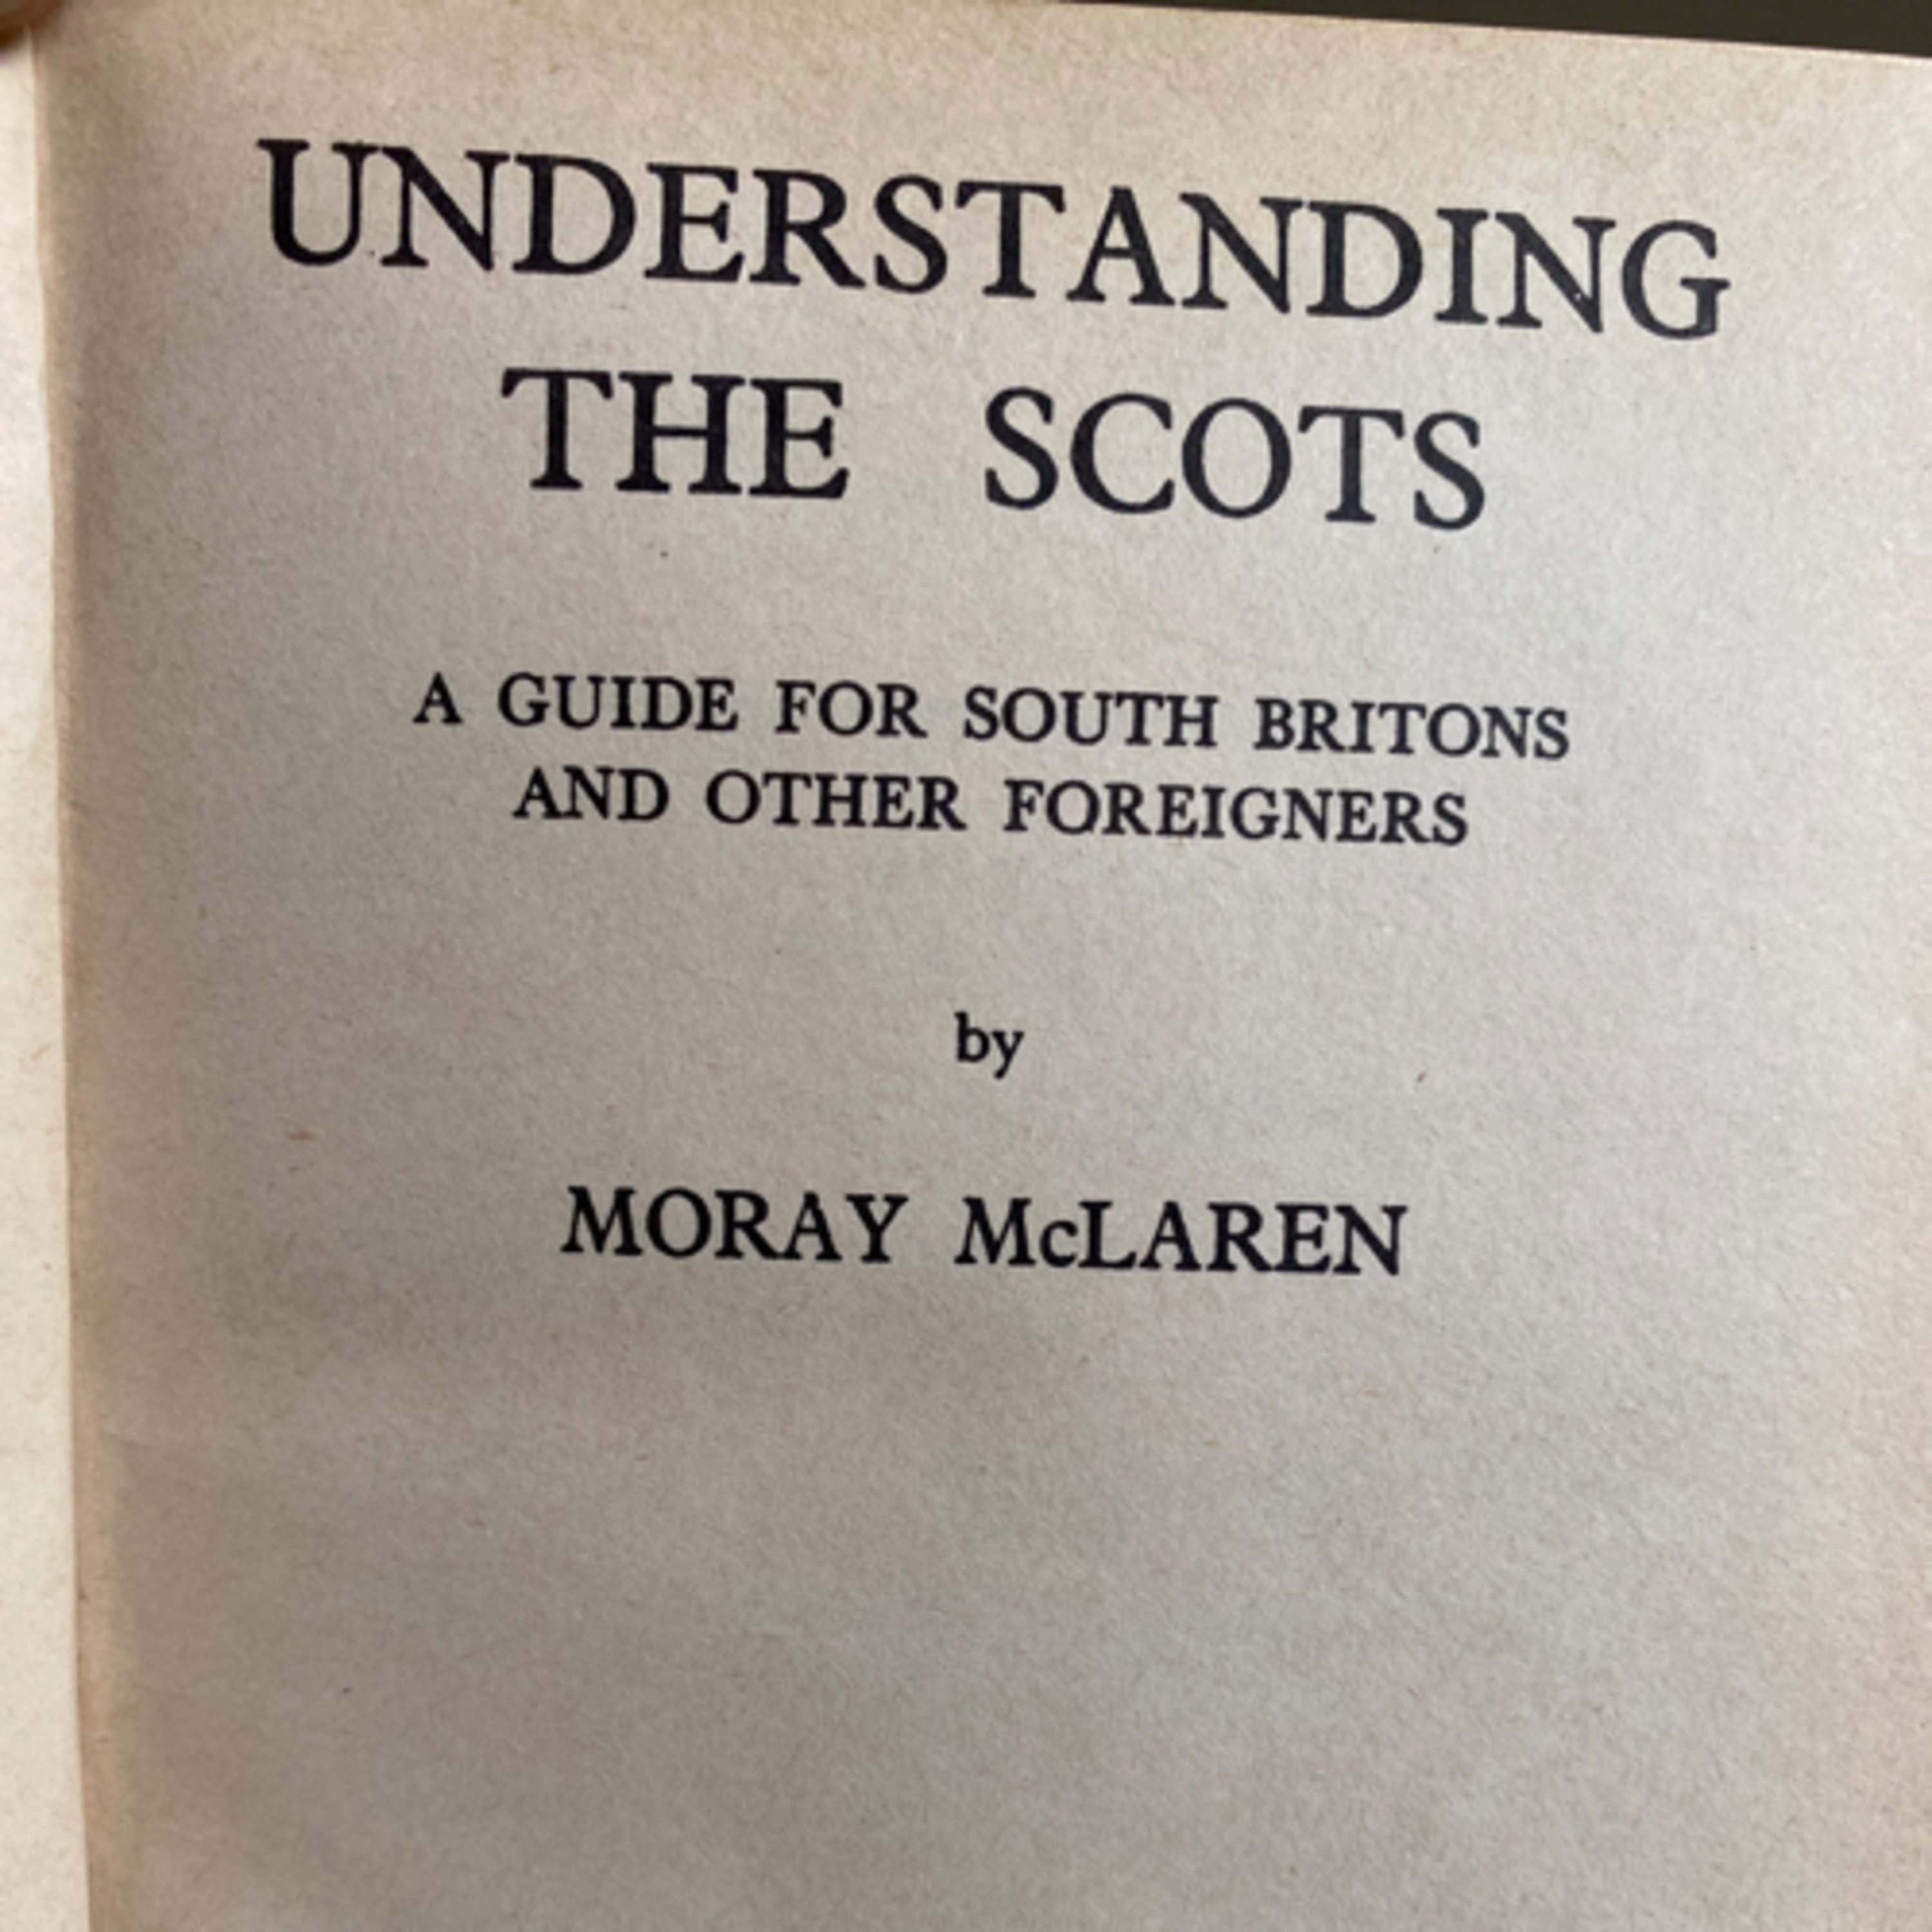 UNDERSTANDING
THE SCOTS
A GUIDE FOR SOUTH BRITONS
AND OTHER FOREIGNERS
by
MORAY McLAREN